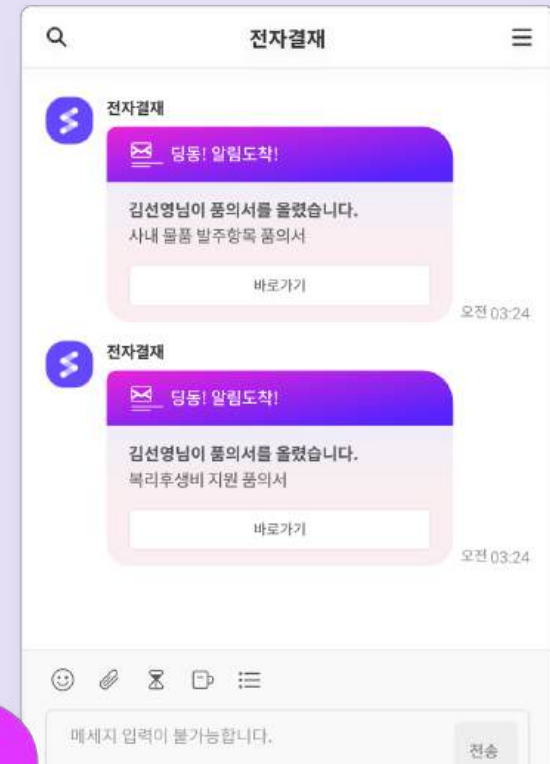 전자결재
전자결재
딩동! 알림도착!
김선영님이 품의서를 올렸습니다.
사내 물품 발주항목 품의서
바로가기
오전 03:24
전자결재
딩동! 알림도착!
김선영님이 품의서를 올렸습니다.
복리후생비 지원 품의서
바로가기
오전 03:24
메세지 입력이 불가능합니다.
전송